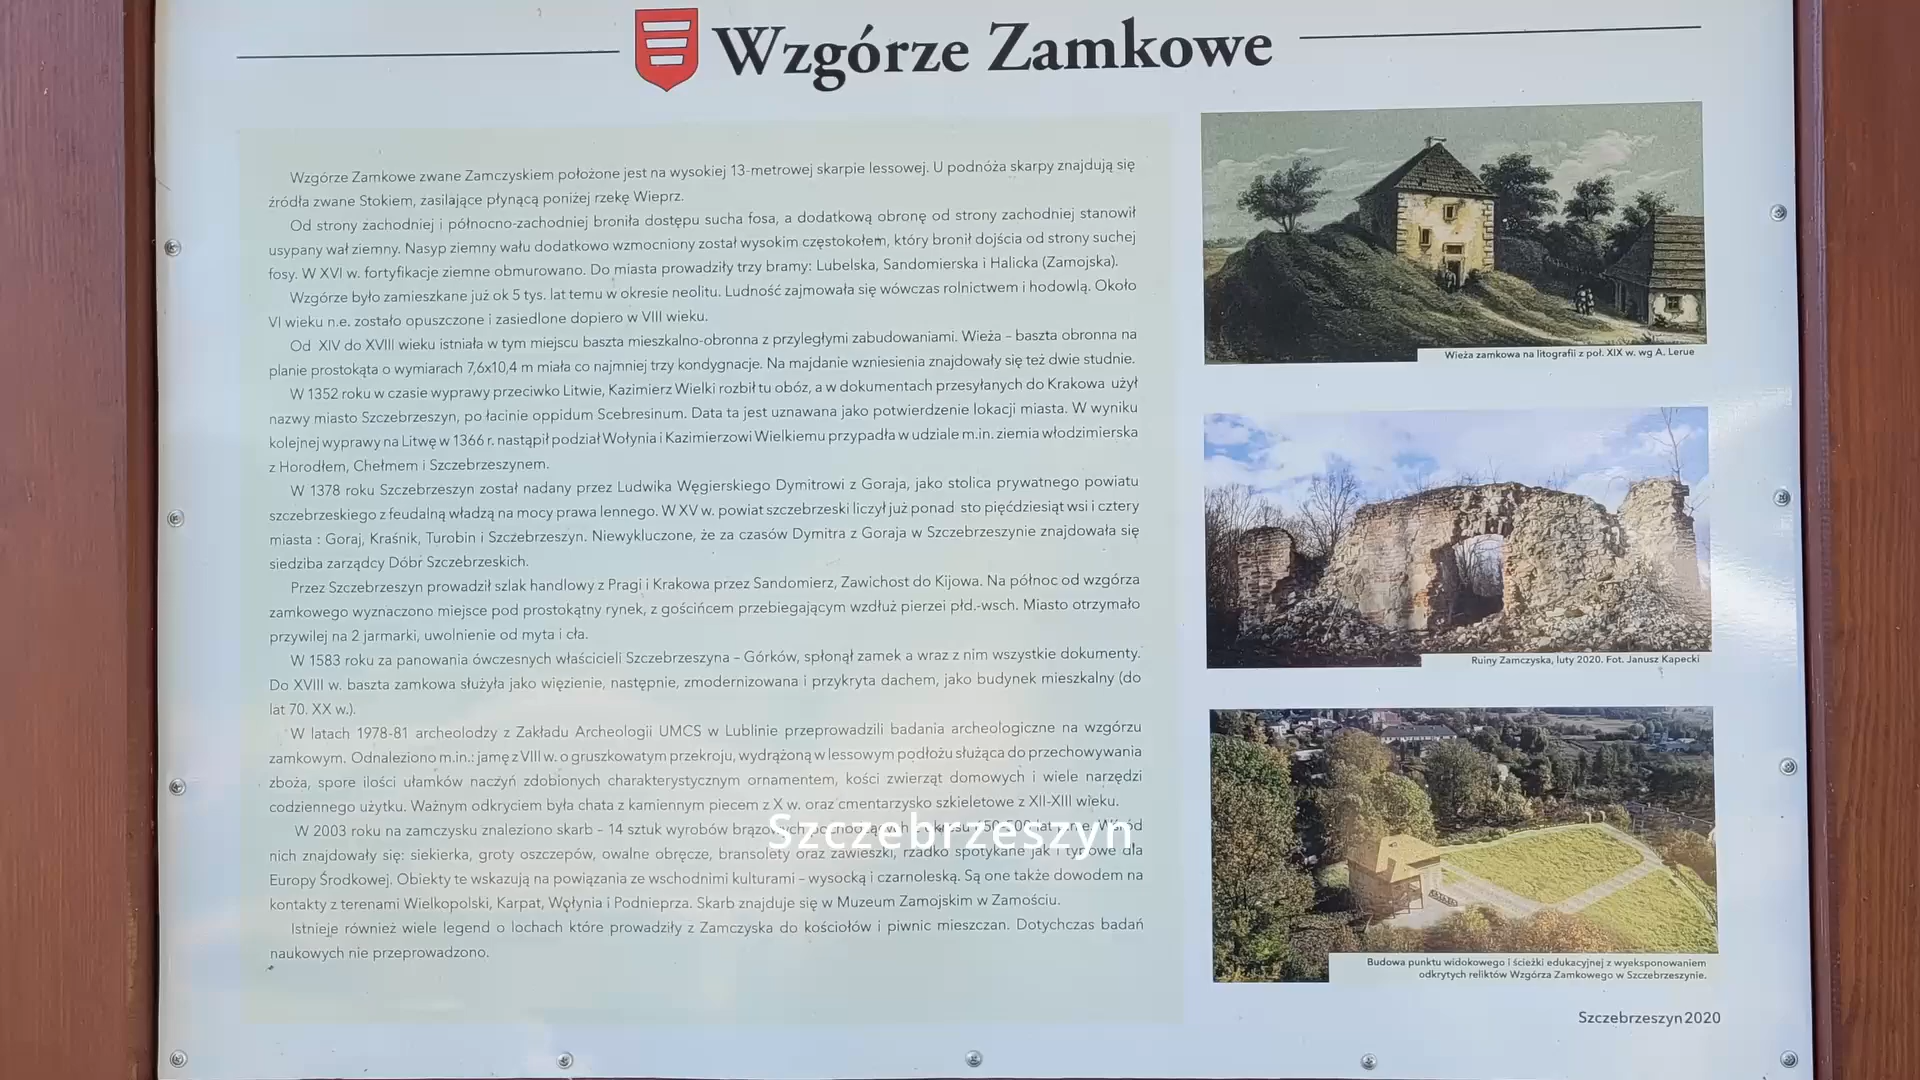 Wzgórze Zamkowe
Wzgórze Zamkowe zwane Zamczyskiem położone jest na wysokiej 13-metrowej skarpie lessowej. U podnóża skarpy znajdują się
źródła zwane Stokiem, zasilające płynącą poniżej rzekę Wieprz.
Od strony zachodniej i północno-zachodniej broniła dostępu sucha fosa, a dodatkową obronę od strony zachodniej stanowił
usypany wał ziemny. Nasyp ziemny wału dodatkowo wzmocniony został wysokim częstokołem, który bronił dojścia od strony suchej
fosy. W XVI w. fortyfikacje ziemne obmurowano. Do miasta prowadziły trzy bramy: Lubelska, Sandomierska i Halicka (Zamojska).
Wzgórze było zamieszkane już ok 5 tys. lat temu w okresie neolitu. Ludność zajmowała się wówczas rolnictwem i hodowlą. Około
VI wieku n.e. zostało opuszczone i zasiedlone dopiero w VIII wieku.
Od XIV do XVIII wieku istniała w tym miejscu baszta mieszkalno-obronna z przyległymi zabudowaniami. Wieża – baszta obronna na
planie prostokąta o wymiarach 7,6x10,4 m miała co najmniej trzy kondygnacje. Na majdanie wzniesienia znajdowały się też dwie studnie.
W 1352 roku w czasie wyprawy przeciwko Litwie, Kazimierz Wielki rozbił tu obóz, a w dokumentach przesyłanych do Krakowa użył
nazwy miasto Szczebrzeszyn, po łacinie oppidum Scebresinum. Data ta jest uznawana jako potwierdzenie lokacji miasta. W wyniku
kolejnej wyprawy na Litwę w 1366 r. nastąpił podział Wołynia i Kazimierzowi Wielkiemu przypadła w udziale m.in. ziemia włodzimierska
z Horodłem, Chełmem i Szczebrzeszynem.
W 1378 roku Szczebrzeszyn został nadany przez Ludwika Węgierskiego Dymitrowi z Goraja, jako stolica prywatnego powiatu
szczebrzeskiego z feudalną władzą na mocy prawa lennego. W XV w. powiat szczebrzeski liczył już ponad sto pięćdziesiąt wsi i cztery
miasta : Goraj, Kraśnik, Turobin i Szczebrzeszyn. Niewykluczone, że za czasów Dymitra z Goraja w Szczebrzeszynie znajdowała się
siedziba zarządcy Dóbr Szczebrzeskich.
Przez Szczebrzeszyn prowadził szlak handlowy z Pragi i Krakowa przez Sandomierz, Zawichost do Kijowa. Na północ od wzgórza
zamkowego wyznaczono miejsce pod prostokątny rynek, z gościńcem przebiegającym wzdłuż pierzei płd.-wsch. Miasto otrzymało
przywilej na 2 jarmarki, uwolnienie od myta i cła.
W 1583 roku za panowania ówczesnych właścicieli Szczebrzeszyna – Górków, spłonął zamek a wraz z nim wszystkie dokumenty.
Do XVIII w. baszta zamkowa służyła jako więzienie, następnie, zmodernizowana i przykryta dachem, jako budynek mieszkalny (do
lat 70. XX w.).
W latach 1978-81 archeolodzy z Zakładu Archeologii UMCS w Lublinie przeprowadzili badania archeologiczne na wzgórzu
zamkowym. Odnaleziono m.in.: jamę z VIII w. o gruszkowatym przekroju, wydrążoną w lessowym podłożu służąca do przechowywania
zboża, spore ilości ułamków naczyń zdobionych charakterystycznym ornamentem, kości zwierząt domowych i wiele narzędzi
codziennego użytku. Ważnym odkryciem była chata z kamiennym piecem z X w. oraz cmentarzysko szkieletowe z XII-XIII wieku.
W 2003 roku na zamczysku znaleziono skarb – 14 sztuk wyrobów brązowych
nich znajdowały się: siekierka, groty oszczepów, owalne obręcze, bransolety oraz zawieszki, rzadko spotykane jak i typowe dla
Europy Środkowej. Obiekty te wskazują na powiązania ze wschodnimi kulturami – wysocką i czarnoleską. Są one także dowodem na
kontakty z terenami Wielkopolski, Karpat, Wołynia i Podnieprza. Skarb znajduje się w Muzeum Zamojskim w Zamościu.
Istnieje również wiele legend o lochach które prowadziły z Zamczyska do kościołów i piwnic mieszczan. Dotychczas badań
naukowych nie przeprowadzono.
Szczebrzeszyn
Wieża zamkowa na litografii z poł. XIX w. wg A. Lerue
Ruiny Zamczyska, luty 2020. Fot. Janusz Kapecki
Budowa punktu widokowego i ścieżki edukacyjnej z wyeksponowaniem
odkrytych reliktów Wzgórza Zamkowego w Szczebrzeszynie.
Szczebrzeszyn 2020